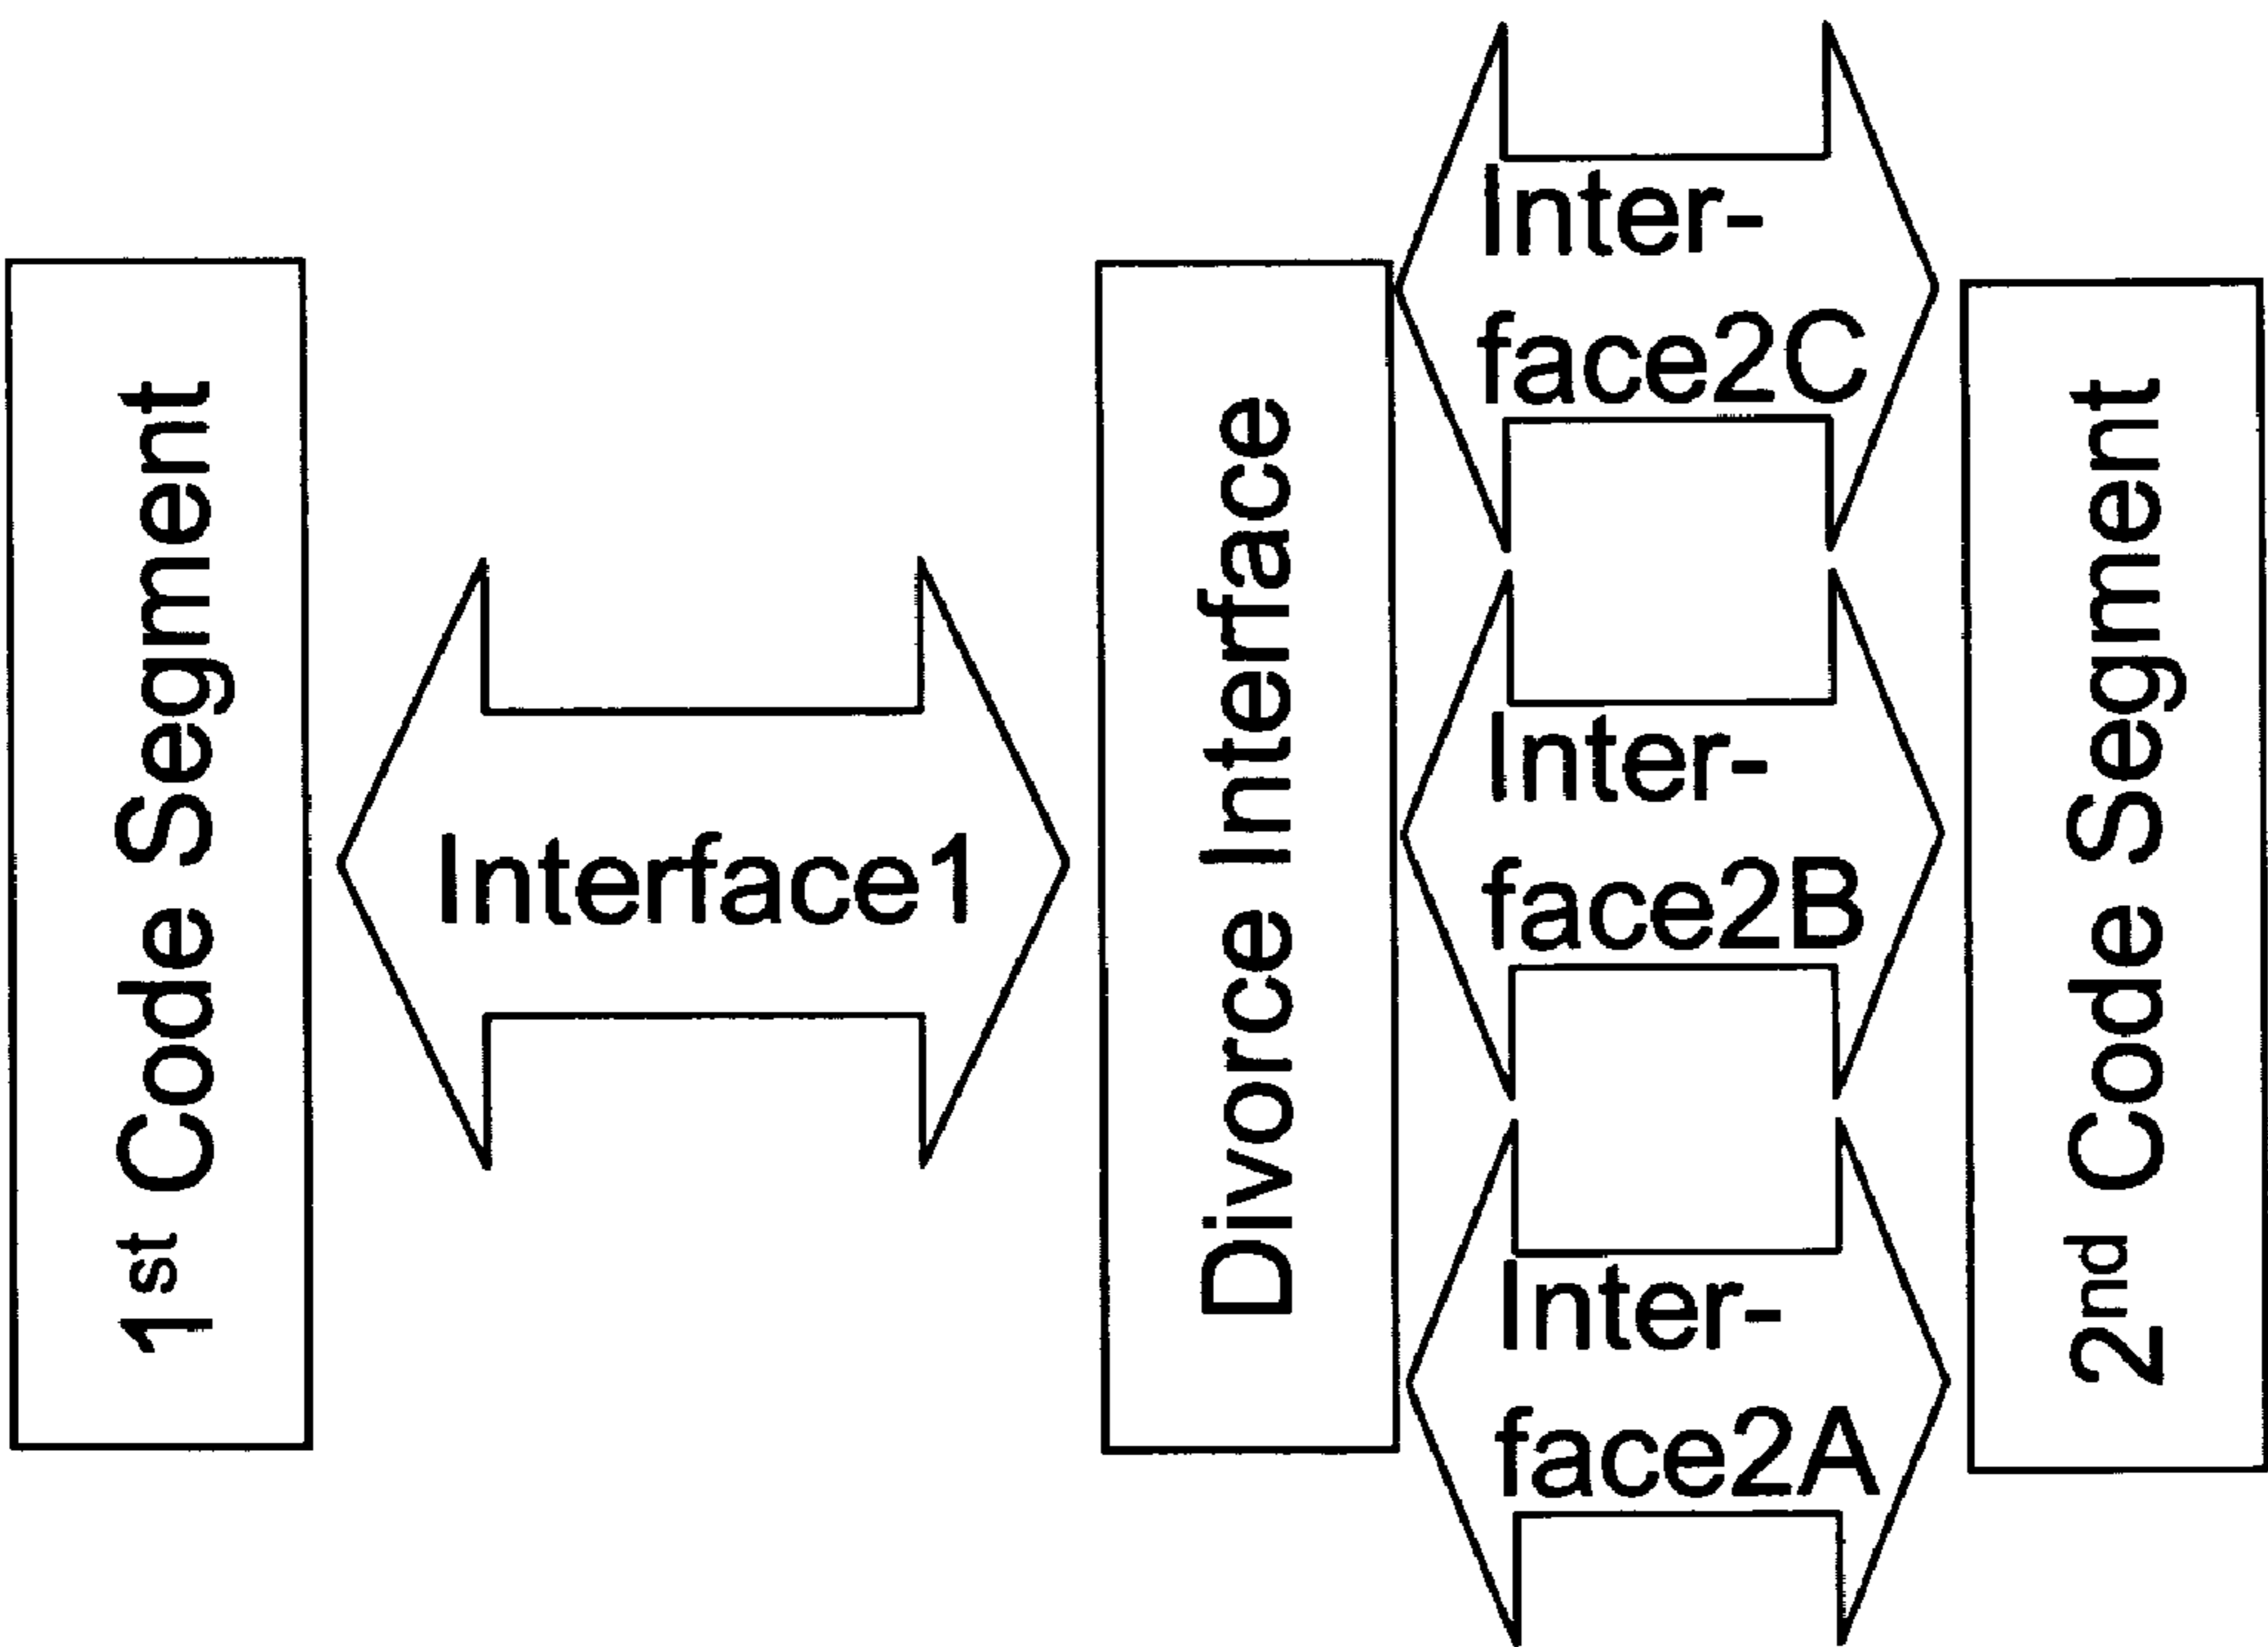 1st Code Segment
Interface1
Divorce Interface
Inter-
face2C
Inter-
face2B
Inter-
face2A
2nd Code Segment